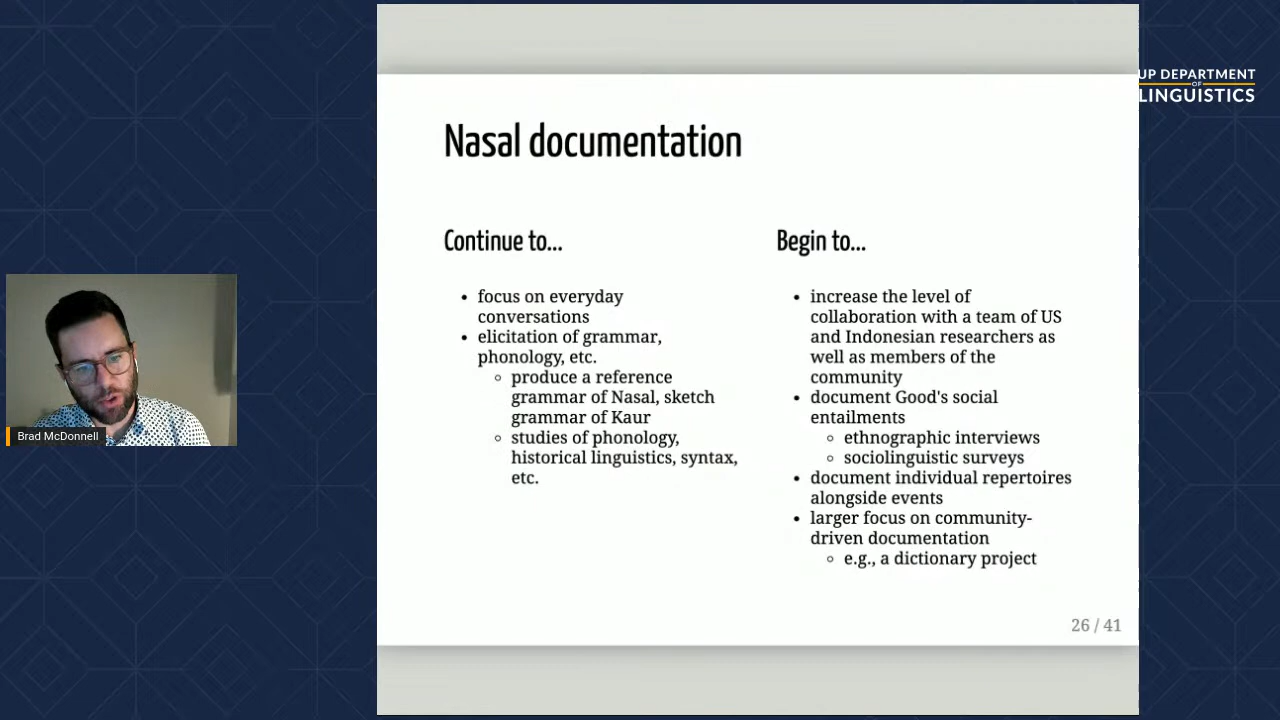 UP DEPARTMENT
OF
LINGUISTICS
Nasal documentation
Continue to...
focus on everyday
conversations
elicitation of grammar,
phonology, etc.
produce a reference
grammar of Nasal, sketch
grammar of Kaur
studies of phonology,
historical linguistics, syntax,
etc.
Begin to...
increase the level of
collaboration with a team of US
and Indonesian researchers as
well as members of the
community
document Good's social
entailments
ethnographic interviews
sociolinguistic surveys
document individual repertoires
alongside events
larger focus on community-
driven documentation
e.g., a dictionary project
Brad McDonnell
26 / 41